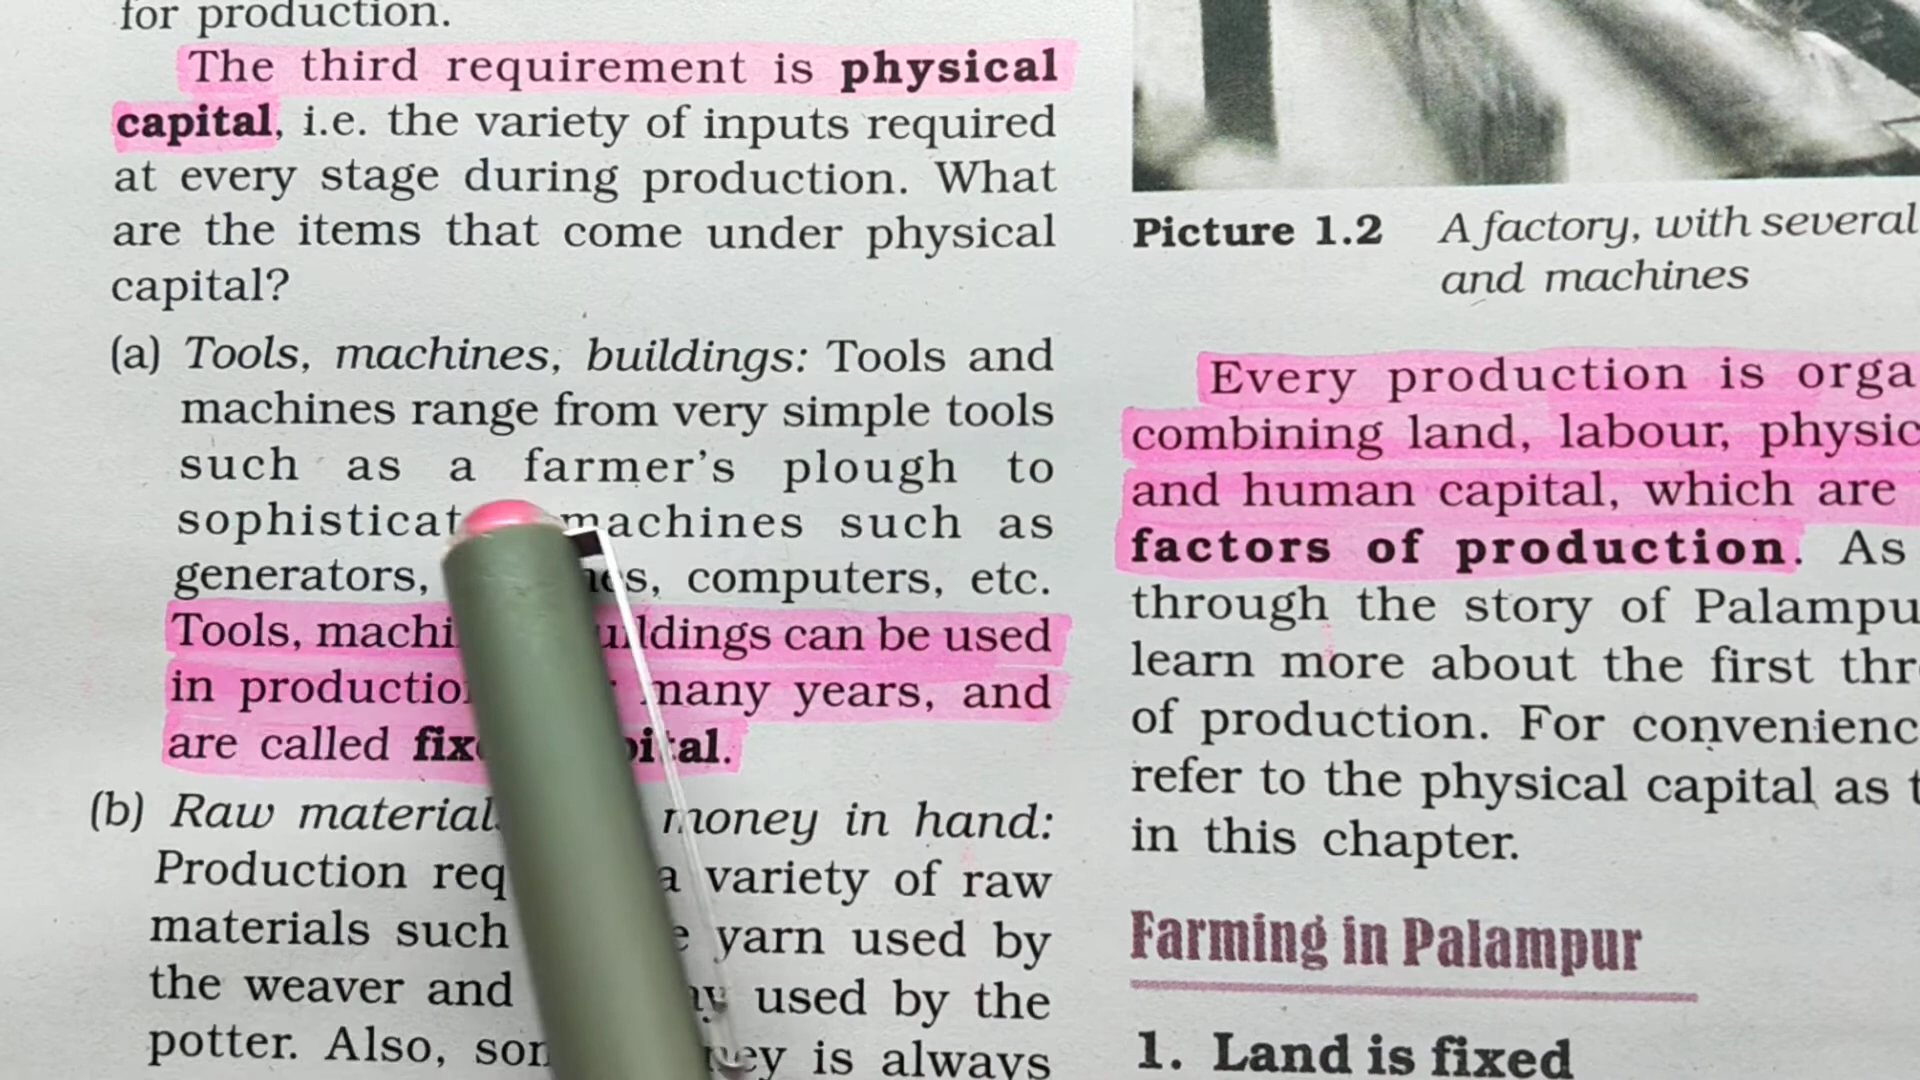 for production.
The third requirement is physical
capital, i.e. the variety of inputs required
at every stage during production. What
are the items that come under physical
capital?
(a) Tools, machines, buildings: Tools and
machines range from very simple tools
such as a farmer's plough to
sophisticat machines such as
generators, computers, etc.
Tools, machi uildings can be used
in productio many years, and
are called fix pital.
(b) Raw material money in hand:
Production req a variety of raw
materials such yarn used by
the weaver and used by the
potter. Also, som ey is always
Picture 1.2 A factory, with several
and machines
Every production is orga
combining land, labour, physic
and human capital, which are
factors of production. As
through the story of Palampu
learn more about the first thr
of production. For convenienc
refer to the physical capital as t
in this chapter.
Farming in Palampur
1. Land is fixed